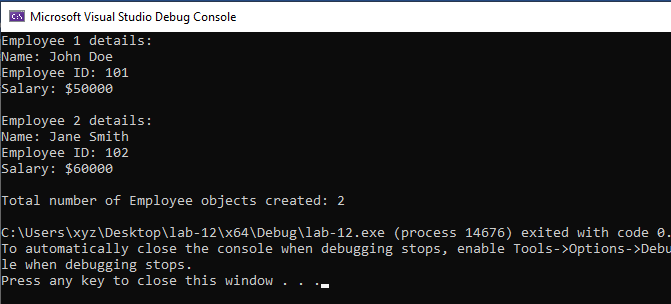 Microsoft Visual Studio Debug Console
Employee 1 details:
Name: John Doe
Employee ID: 101
Salary: $50000
Employee 2 details:
Name: Jane Smith
Employee ID: 102
Salary: $60000
Total number of Employee objects created: 2
C:\Users\xyz\Desktop\lab-12\x64\Debug\lab-12.exe (process 14676) exited with code 0.
To automatically close the console when debugging stops, enable Tools->Options->Debu
le when debugging stops.
Press any key to close this window . . .